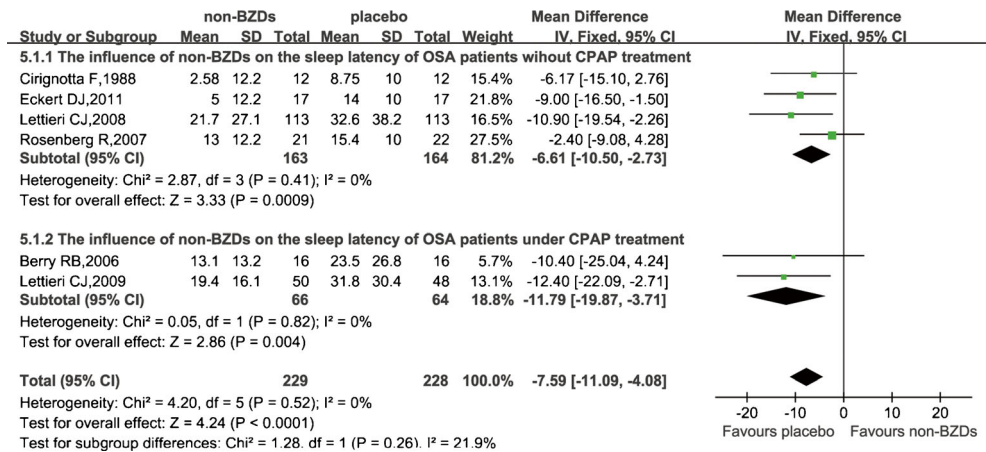 non-BZDs placebo Mean Difference Mean Difference
Study or Subgroup Mean SD Total Mean SD Total Weight IV. Fixed. 95% CI IV. Fixed. 95% CI
5.1.1 The influence of non-BZDs on the sleep latency of OSA patients wihout CPAP treatment
Cirignotta F,1988 2.58 12.2 12 8.75 10 12 15.4% -6.17 [-15.10, 2.76]
Eckert DJ,2011 5 12.2 17 14 10 17 21.8% -9.00 [-16.50, -1.50]
Lettieri CJ,2008 21.7 27.1 113 32.6 38.2 113 16.5% -10.90 [-19.54, -2.26]
Rosenberg R,2007 13 12.2 21 15.4 10 22 27.5% -2.40 [-9.08, 4.28]
Subtotal (95% CI) 163 164 81.2% -6.61 [-10.50, -2.73]
Heterogeneity: Chi² = 2.87, df = 3 (P = 0.41); I² = 0%
Test for overall effect: Z = 3.33 (P = 0.0009)
5.1.2 The influence of non-BZDs on the sleep latency of OSA patients under CPAP treatment
Berry RB,2006 13.1 13.2 16 23.5 26.8 16 5.7% -10.40 [-25.04, 4.24]
Lettieri CJ,2009 19.4 16.1 50 31.8 30.4 48 13.1% -12.40 [-22.09, -2.71]
Subtotal (95% CI) 66 64 18.8% -11.79 [-19.87, -3.71]
Heterogeneity: Chi² = 0.05, df = 1 (P = 0.82); I² = 0%
Test for overall effect: Z = 2.86 (P = 0.004)
Total (95% CI) 229 228 100.0% -7.59 [-11.09, -4.08]
Heterogeneity: Chi² = 4.20, df = 5 (P = 0.52); I² = 0%
Test for overall effect: Z = 4.24 (P < 0.0001)
Test for subgroup differences: Chi² = 1.28. df = 1 (P = 0.26). I² = 21.9%
-20 -10 0 10 20
Favours placebo Favours non-BZDs